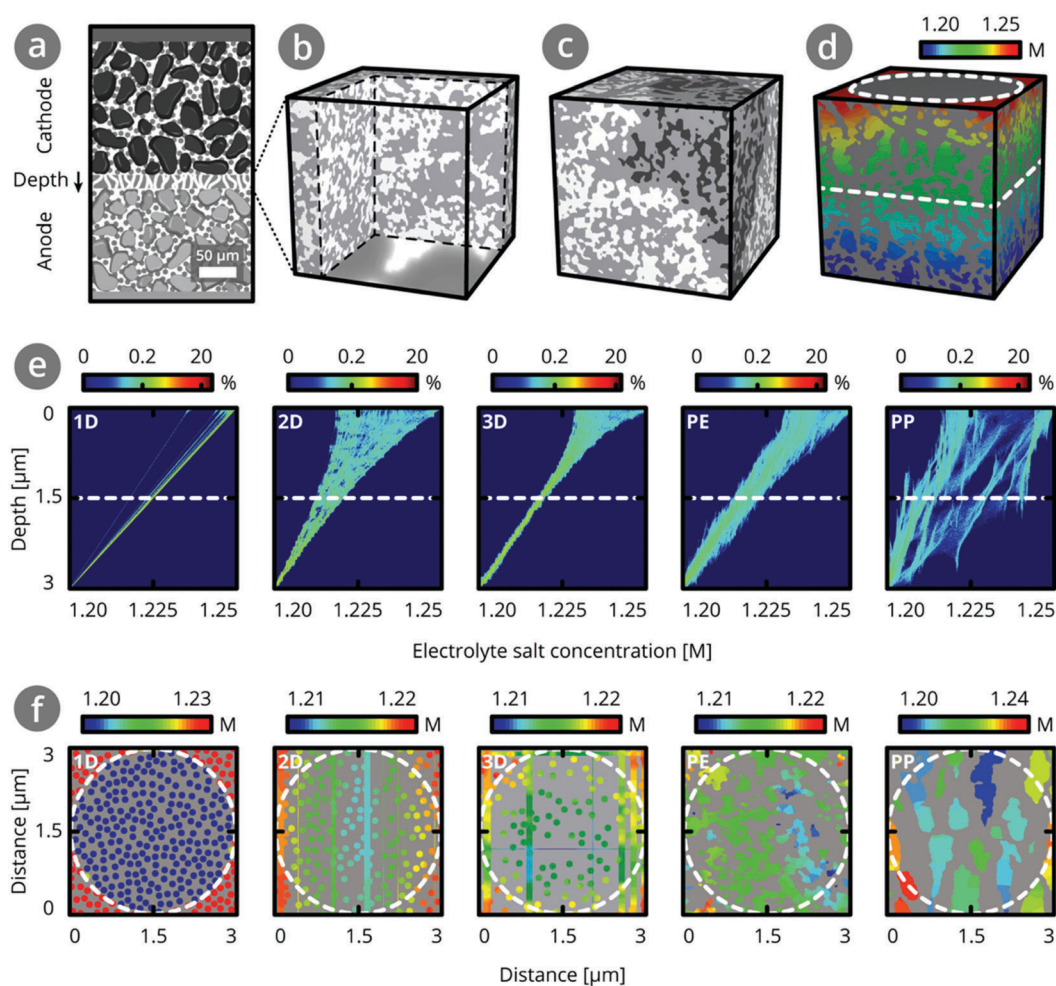 a
b
c
d
1.20 1.25
M
Cathode
Depth
Anode
50 µm
e
0 0.2 20 %
0 0.2 20 %
0 0.2 20 %
0 0.2 20 %
0 0.2 20 %
1D 2D 3D PE PP
Depth [µm]
0
1.5
3
1.20 1.225 1.25
1.20 1.225 1.25
1.20 1.225 1.25
1.20 1.225 1.25
1.20 1.225 1.25
Electrolyte salt concentration [M]
f
1.20 1.23 M
1.21 1.22 M
1.21 1.22 M
1.21 1.22 M
1.20 1.24 M
1D 2D 3D PE PP
Distance [µm]
3
1.5
0
0 1.5 3
0 1.5 3
0 1.5 3
0 1.5 3
0 1.5 3
Distance [µm]